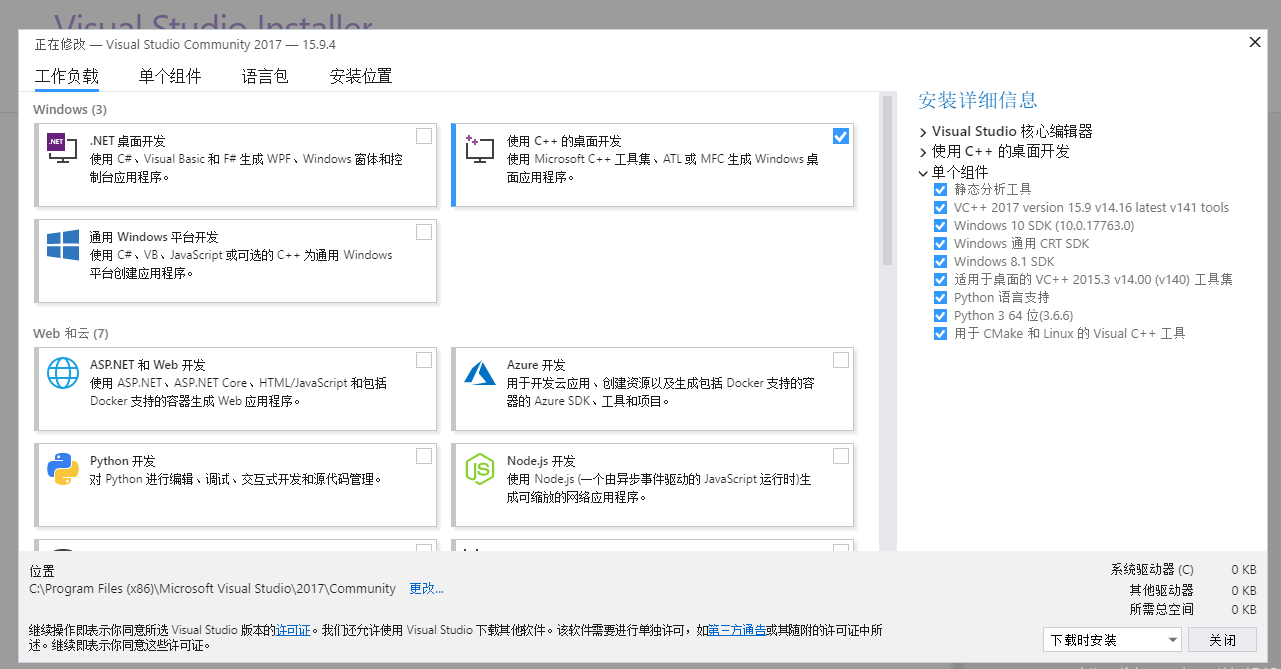 Visual Studio Installer
正在修改 — Visual Studio Community 2017 — 15.9.4
工作负载 单个组件 语言包 安装位置
Windows (3)
.NET
.NET 桌面开发
使用 C#、Visual Basic 和 F# 生成 WPF、Windows 窗体和控
制台应用程序。
使用 C++ 的桌面开发
使用 Microsoft C++ 工具集、ATL 或 MFC 生成 Windows 桌
面应用程序。
通用 Windows 平台开发
使用 C#、VB、JavaScript 或可选的 C++ 为通用 Windows
平台创建应用程序。
Web 和云 (7)
ASP.NET 和 Web 开发
使用 ASP.NET、ASP.NET Core、HTML/JavaScript 和包括
Docker 支持的容器生成 Web 应用程序。
Azure 开发
用于开发云应用、创建资源以及生成包括 Docker 支持的容
器的 Azure SDK、工具和项目。
Python 开发
对 Python 进行编辑、调试、交互式开发和源代码管理。
JS
Node.js 开发
使用 Node.js (一个由异步事件驱动的 JavaScript 运行时)生
成可缩放的网络应用程序。
安装详细信息
Visual Studio 核心编辑器
使用 C++ 的桌面开发
单个组件
静态分析工具
VC++ 2017 version 15.9 v14.16 latest v141 tools
Windows 10 SDK (10.0.17763.0)
Windows 通用 CRT SDK
Windows 8.1 SDK
适用于桌面的 VC++ 2015.3 v14.00 (v140) 工具集
Python 语言支持
Python 3 64 位(3.6.6)
用于 CMake 和 Linux 的 Visual C++ 工具
位置
C:\Program Files (x86)\Microsoft Visual Studio\2017\Community 更改...
继续操作即表示你同意所选 Visual Studio 版本的许可证。我们还允许使用 Visual Studio 下载其他软件。该软件需要进行单独许可，如第三方通告或其随附的许可证中所
述。继续即表示你同意这些许可证。
系统驱动器 (C) 0 KB
其他驱动器 0 KB
所需总空间 0 KB
下载时安装 关闭